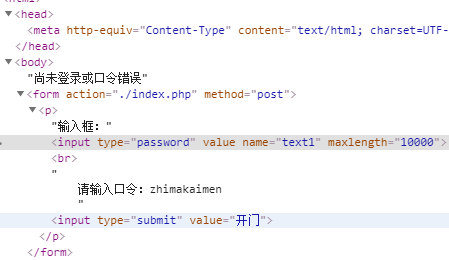 <head>
<meta http-equiv="Content-Type" content="text/html; charset=UTF-
</head>
<body>
"尚未登录或口令错误"
<form action="./index.php" method="post">
<p>
"输入框："
<input type="password" value name="text1" maxlength="10000">
<br>
"
请输入口令：zhimakaimen
"
<input type="submit" value="开门">
</p>
</form>